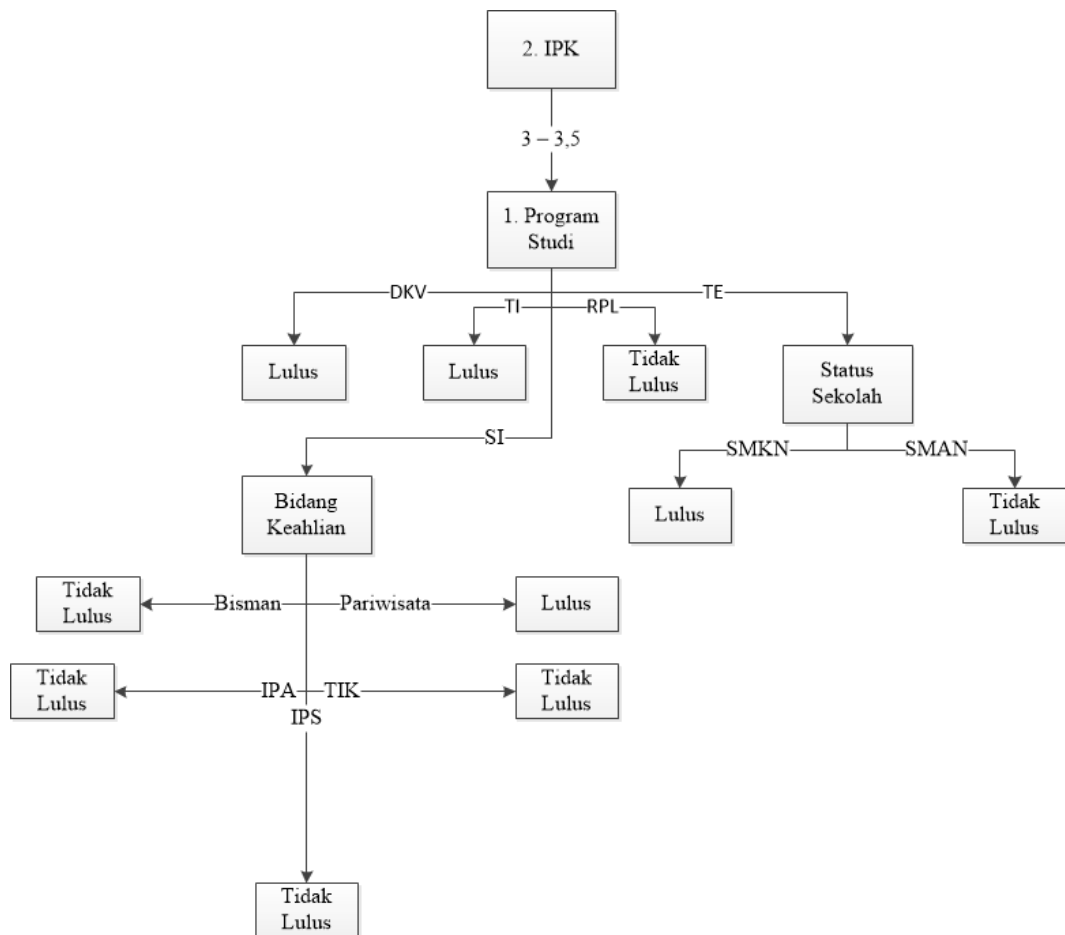 2. IPK
3 – 3,5
1. Program
Studi
DKV
TE
TI
RPL
Lulus
Lulus
Tidak
Lulus
Status
Sekolah
SI
SMKN
SMAN
Bidang
Keahlian
Lulus
Tidak
Lulus
Tidak
Lulus
Bisman
Pariwisata
Lulus
Tidak
Lulus
IPA
TIK
Tidak
Lulus
IPS
Tidak
Lulus